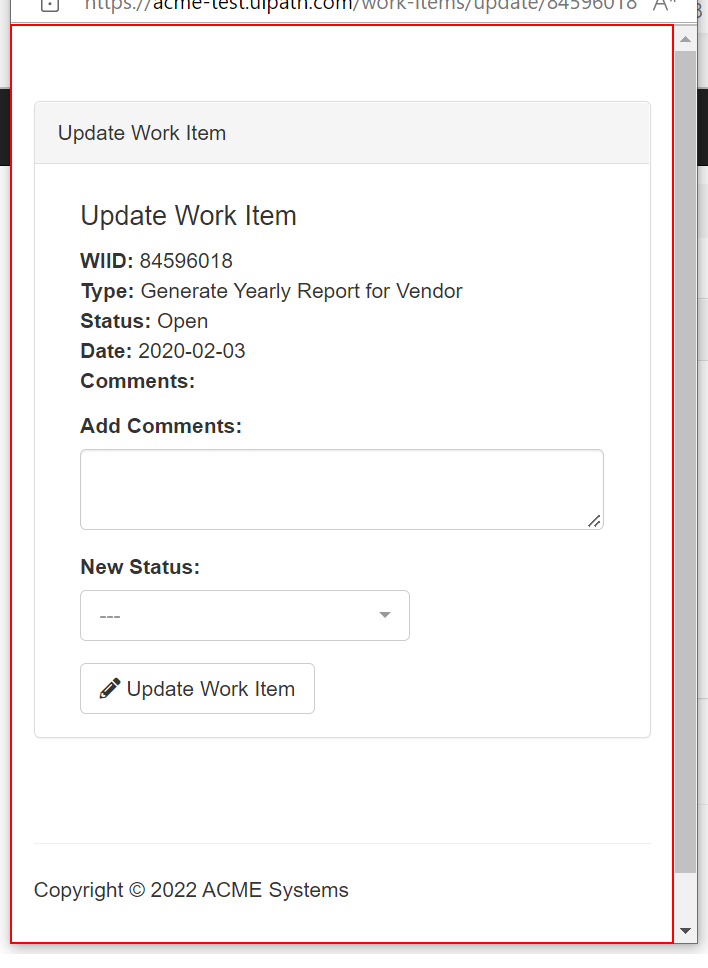 https://acme-test.uipath.com/work-items/update/84596018
Update Work Item
Update Work Item
WIID: 84596018
Type: Generate Yearly Report for Vendor
Status: Open
Date: 2020-02-03
Comments:
Add Comments:
New Status:
---
Update Work Item
Copyright © 2022 ACME Systems